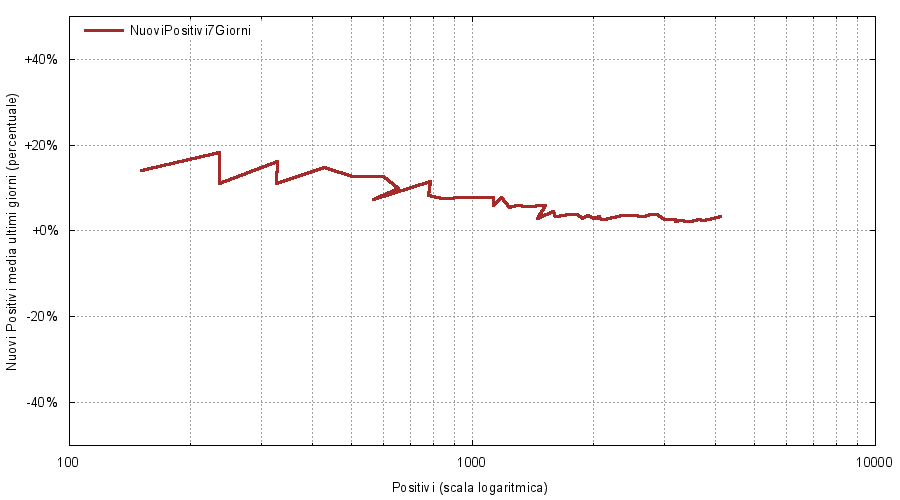 NuoviPositivi7Giorni
+40%
+20%
+0%
-20%
-40%
Nuovi Positivi media ultimi giorni (percentuale)
100
1000
10000
Positivi (scala logaritmica)